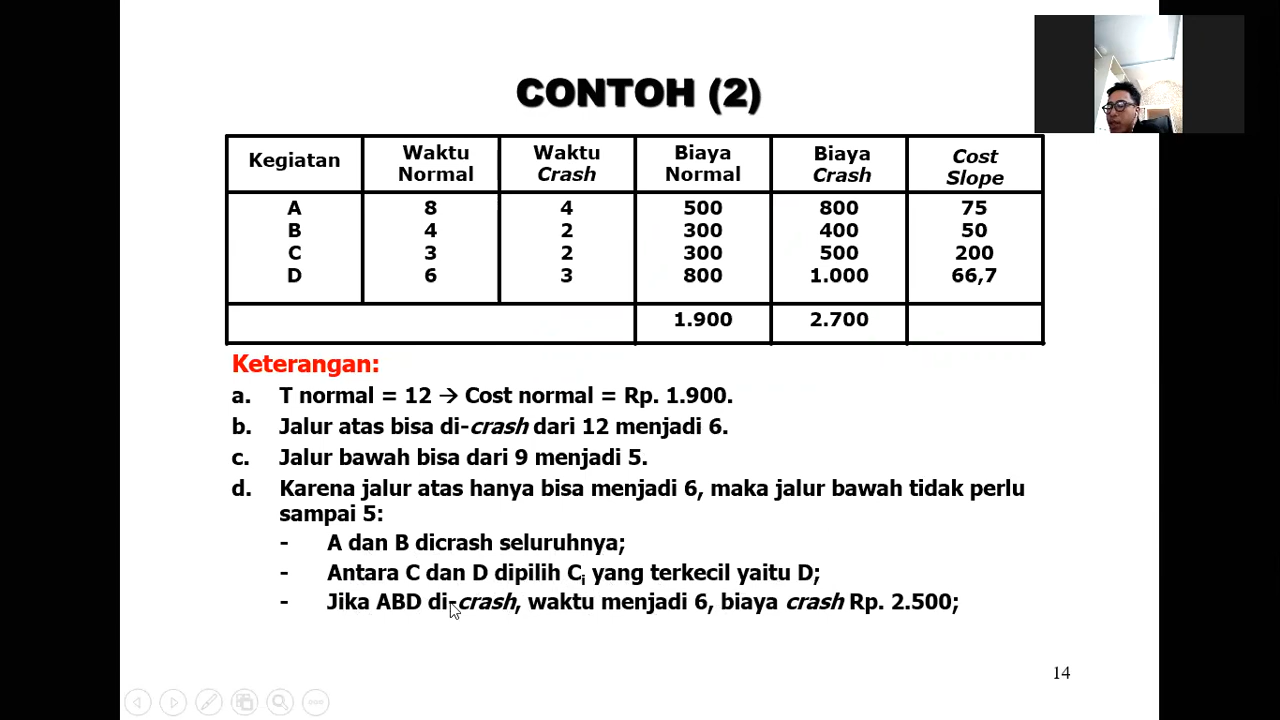 CONTOH (2)
Kegiatan Waktu Normal Waktu Crash Biaya Normal Biaya Crash Cost Slope
A 8 4 500 800 75
B 4 2 300 400 50
C 3 2 300 500 200
D 6 3 800 1.000 66,7
1.900 2.700
Keterangan:
a. T normal = 12 → Cost normal = Rp. 1.900.
b. Jalur atas bisa di-crash dari 12 menjadi 6.
c. Jalur bawah bisa dari 9 menjadi 5.
d. Karena jalur atas hanya bisa menjadi 6, maka jalur bawah tidak perlu
sampai 5:
- A dan B dicrash seluruhnya;
- Antara C dan D dipilih Ci yang terkecil yaitu D;
- Jika ABD di-crash, waktu menjadi 6, biaya crash Rp. 2.500;
14